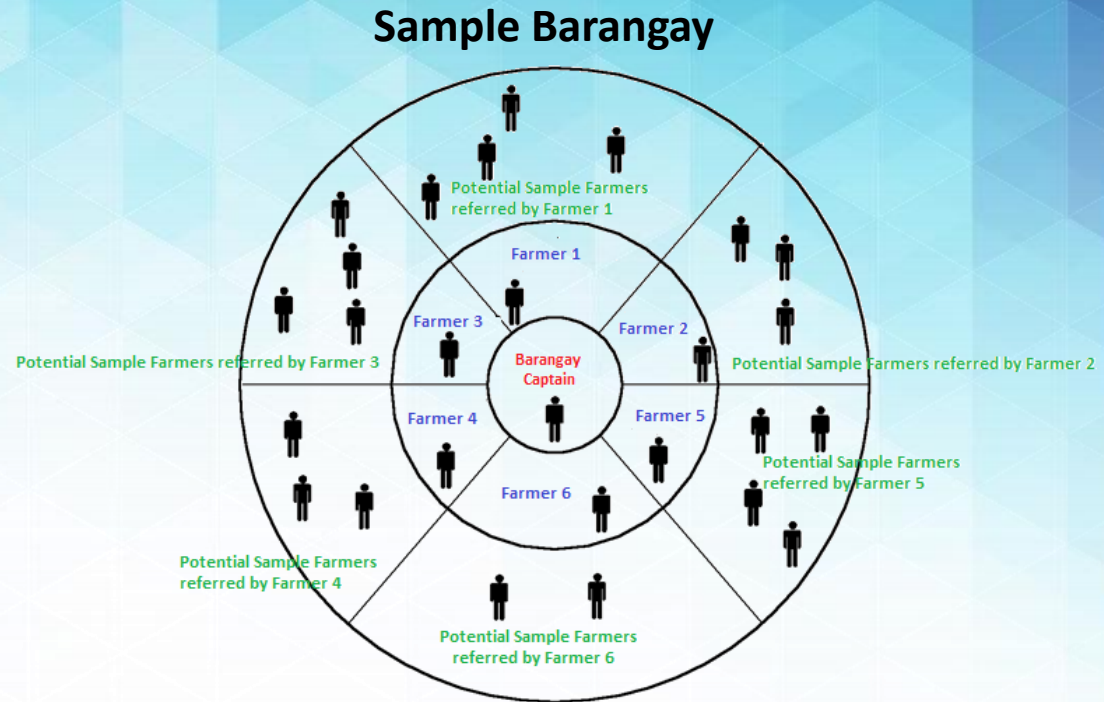 Sample Barangay
Potential Sample Farmers
referred by Farmer 1
Farmer 1
Farmer 3
Farmer 2
Barangay
Captain
Potential Sample Farmers referred by Farmer 3
Potential Sample Farmers referred by Farmer 2
Farmer 4
Farmer 5
Potential Sample Farmers
referred by Farmer 5
Farmer 6
Potential Sample Farmers
referred by Farmer 4
Potential Sample Farmers
referred by Farmer 6